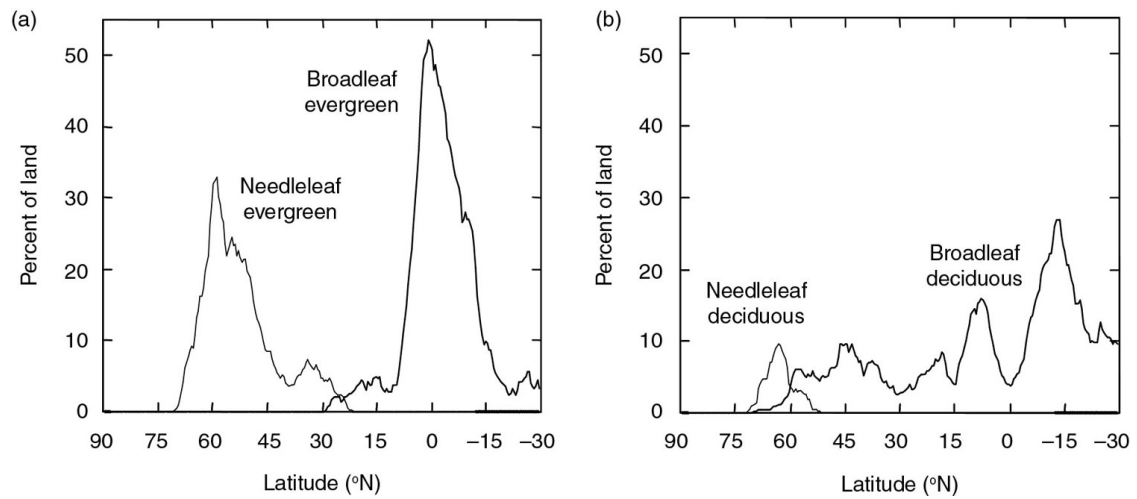 (a)
50
40
30
20
10
0
Percent of land
Broadleaf
evergreen
Needleleaf
evergreen
90 75 60 45 30 15 0 –15 –30
Latitude (ºN)
(b)
50
40
30
20
10
0
Percent of land
Broadleaf
deciduous
Needleleaf
deciduous
90 75 60 45 30 15 0 –15 –30
Latitude (ºN)